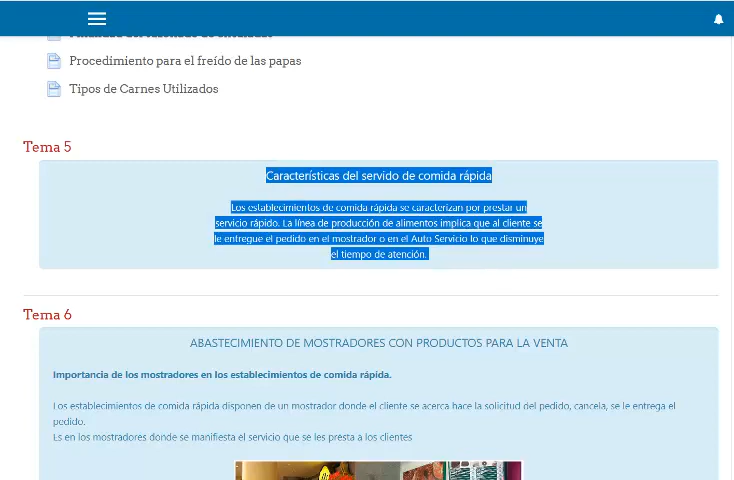 Procedimiento para el freído de las papas
Tipos de Carnes Utilizados
Tema 5
Características del servido de comida rápida
Los establecimientos de comida rápida se caracterizan por prestar un
servicio rápido. La línea de producción de alimentos implica que al cliente se
le entregue el pedido en el mostrador o en el Auto Servicio lo que disminuye
el tiempo de atención.
Tema 6
ABASTECIMIENTO DE MOSTRADORES CON PRODUCTOS PARA LA VENTA
Importancia de los mostradores en los establecimientos de comida rápida.
Los establecimientos de comida rápida disponen de un mostrador donde el cliente se acerca hace la solicitud del pedido, cancela, se le entrega el
pedido.
Es en los mostradores donde se manifiesta el servicio que se les presta a los clientes